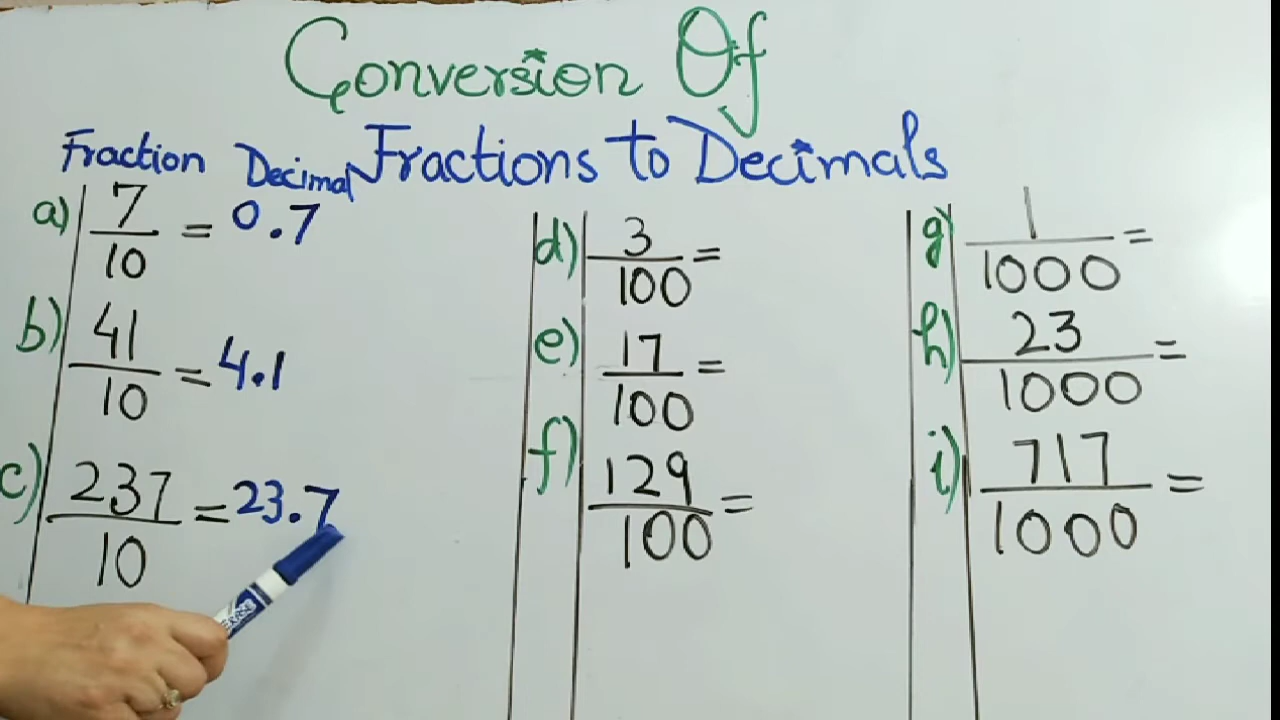 Conversion Of
Fractions to Decimals
Fraction Decimal
a) 7/10 = 0.7
b) 41/10 = 4.1
c) 237/10 = 23.7
d) 3/100 =
e) 17/100 =
f) 129/100 =
g) 1/1000 =
h) 23/1000 =
i) 717/1000 =